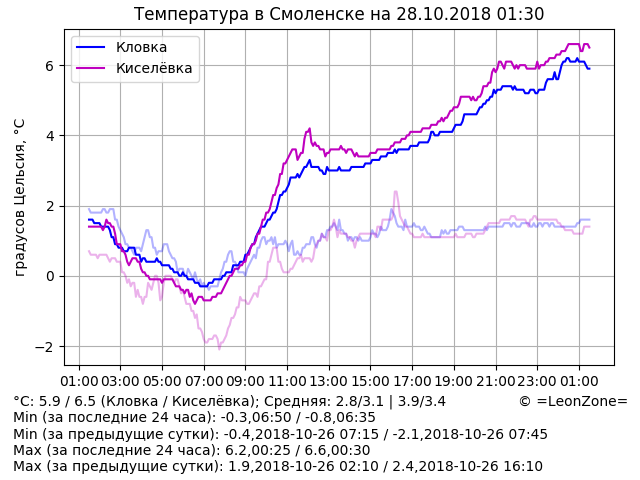 Температура в Смоленске на 28.10.2018 01:30
Кловка
Киселёвка
градусов Цельсия, °C
6
4
2
0
−2
01:00 03:00 05:00 07:00 09:00 11:00 13:00 15:00 17:00 19:00 21:00 23:00 01:00
°C: 5.9 / 6.5 (Кловка / Киселёвка); Средняя: 2.8/3.1 | 3.9/3.4 © =LeonZone=
Min (за последние 24 часа): -0.3,06:50 / -0.8,06:35
Min (за предыдущие сутки): -0.4,2018-10-26 07:15 / -2.1,2018-10-26 07:45
Max (за последние 24 часа): 6.2,00:25 / 6.6,00:30
Max (за предыдущие сутки): 1.9,2018-10-26 02:10 / 2.4,2018-10-26 16:10